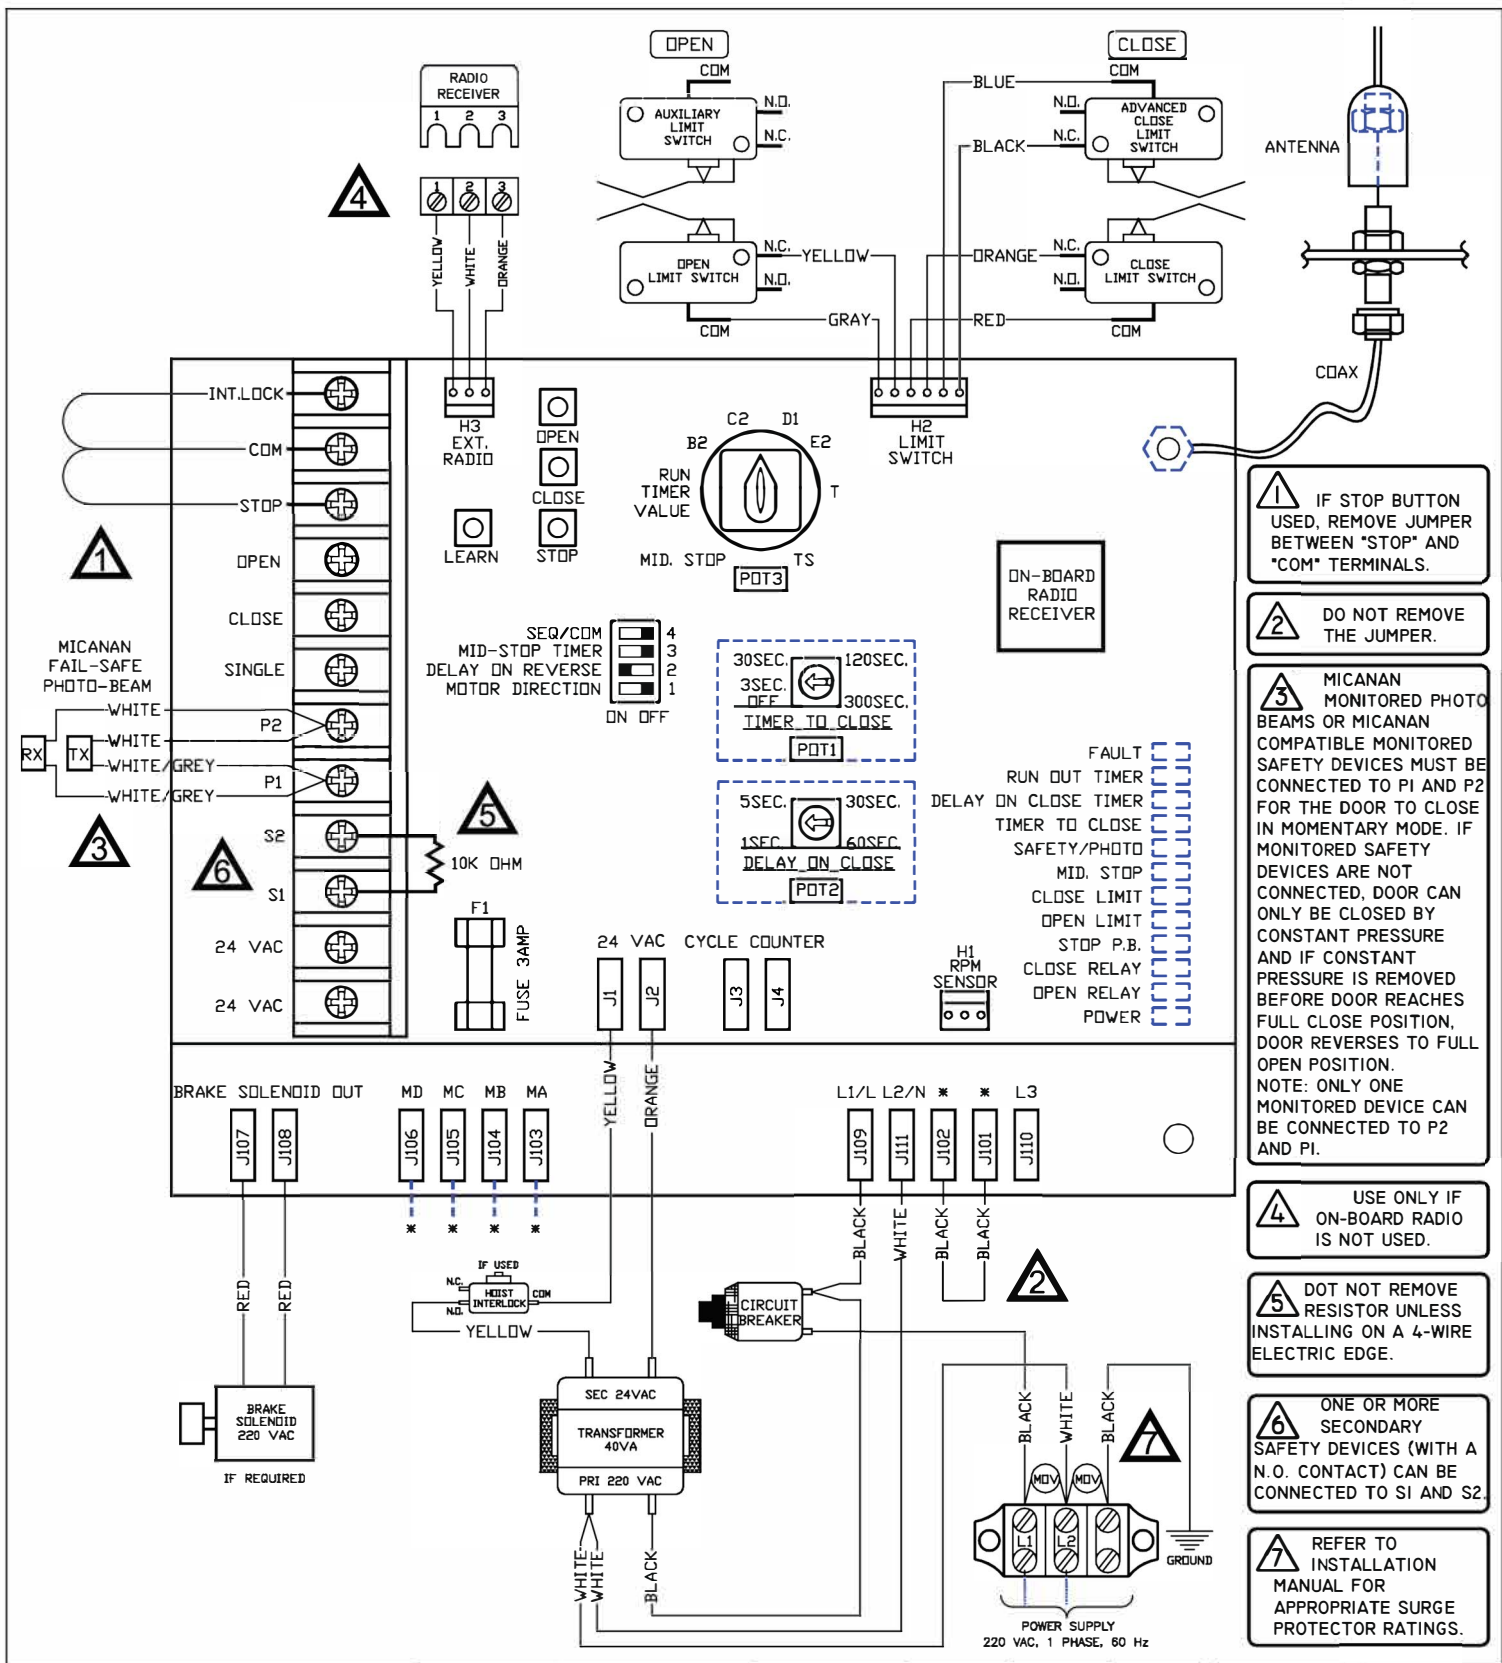 OPEN
CLOSE
COM
COM
RADIO
RECEIVER
1 2 3
AUXILIARY
LIMIT
SWITCH
N.O.
N.C.
BLUE
BLACK
N.O.
N.C.
ADVANCED
CLOSE
LIMIT
SWITCH
ANTENNA
4
1 2 3
YELLOW
WHITE
ORANGE
OPEN
LIMIT SWITCH
N.C.
N.O.
COM
YELLOW
GRAY
ORANGE
RED
N.C.
N.O.
CLOSE
LIMIT SWITCH
COM
COAX
INT.LOCK
COM
STOP
OPEN
CLOSE
SINGLE
P2
P1
S2
S1
24 VAC
24 VAC
1
MICANAN
FAIL-SAFE
PHOTO-BEAM
WHITE
WHITE
WHITE/GREY
WHITE/GREY
RX
TX
3
6
5
10K OHM
H3
EXT.
RADIO
OPEN
CLOSE
STOP
LEARN
B2
C2
D1
E2
T
TS
RUN
TIMER
VALUE
MID. STOP
POT3
H2
LIMIT
SWITCH
ON-BOARD
RADIO
RECEIVER
SEQ/COM 4
MID-STOP TIMER 3
DELAY ON REVERSE 2
MOTOR DIRECTION 1
ON OFF
30SEC. 120SEC.
3SEC.
OFF 300SEC.
TIMER TO CLOSE
POT1
5SEC. 30SEC.
1SEC. 60SEC.
DELAY ON CLOSE
POT2
FAULT
RUN OUT TIMER
DELAY ON CLOSE TIMER
TIMER TO CLOSE
SAFETY/PHOTO
MID. STOP
CLOSE LIMIT
OPEN LIMIT
STOP P.B.
CLOSE RELAY
OPEN RELAY
POWER
F1
FUSE 3AMP
24 VAC
CYCLE COUNTER
J1
J2
J3
J4
H1
RPM
SENSOR
BRAKE SOLENOID OUT
J107
J108
MD MC MB MA
J106
J105
J104
J103
* * * *
YELLOW
ORANGE
L1/L L2/N * * L3
J109
J111
J102
J101
J110
BLACK
WHITE
BLACK
BLACK
2
RED
RED
BRAKE
SOLENOID
220 VAC
IF REQUIRED
IF USED
N.C.
N.O.
HOIST
INTERLOCK
COM
YELLOW
CIRCUIT
BREAKER
SEC 24VAC
TRANSFORMER
40VA
PRI 220 VAC
WHITE
WHITE
BLACK
BLACK
WHITE
BLACK
7
MOV
MOV
L1
L2
GROUND
POWER SUPPLY
220 VAC, 1 PHASE, 60 Hz
1 IF STOP BUTTON
USED, REMOVE JUMPER
BETWEEN "STOP" AND
"COM" TERMINALS.
2 DO NOT REMOVE
THE JUMPER.
3 MICANAN
MONITORED PHOTO
BEAMS OR MICANAN
COMPATIBLE MONITORED
SAFETY DEVICES MUST BE
CONNECTED TO P1 AND P2
FOR THE DOOR TO CLOSE
IN MOMENTARY MODE. IF
MONITORED SAFETY
DEVICES ARE NOT
CONNECTED, DOOR CAN
ONLY BE CLOSED BY
CONSTANT PRESSURE
AND IF CONSTANT
PRESSURE IS REMOVED
BEFORE DOOR REACHES
FULL CLOSE POSITION,
DOOR REVERSES TO FULL
OPEN POSITION.
NOTE: ONLY ONE
MONITORED DEVICE CAN
BE CONNECTED TO P2
AND P1.
4 USE ONLY IF
ON-BOARD RADIO
IS NOT USED.
5 DOT NOT REMOVE
RESISTOR UNLESS
INSTALLING ON A 4-WIRE
ELECTRIC EDGE.
6 ONE OR MORE
SECONDARY
SAFETY DEVICES (WITH A
N.O. CONTACT) CAN BE
CONNECTED TO S1 AND S2.
7 REFER TO
INSTALLATION
MANUAL FOR
APPROPRIATE SURGE
PROTECTOR RATINGS.